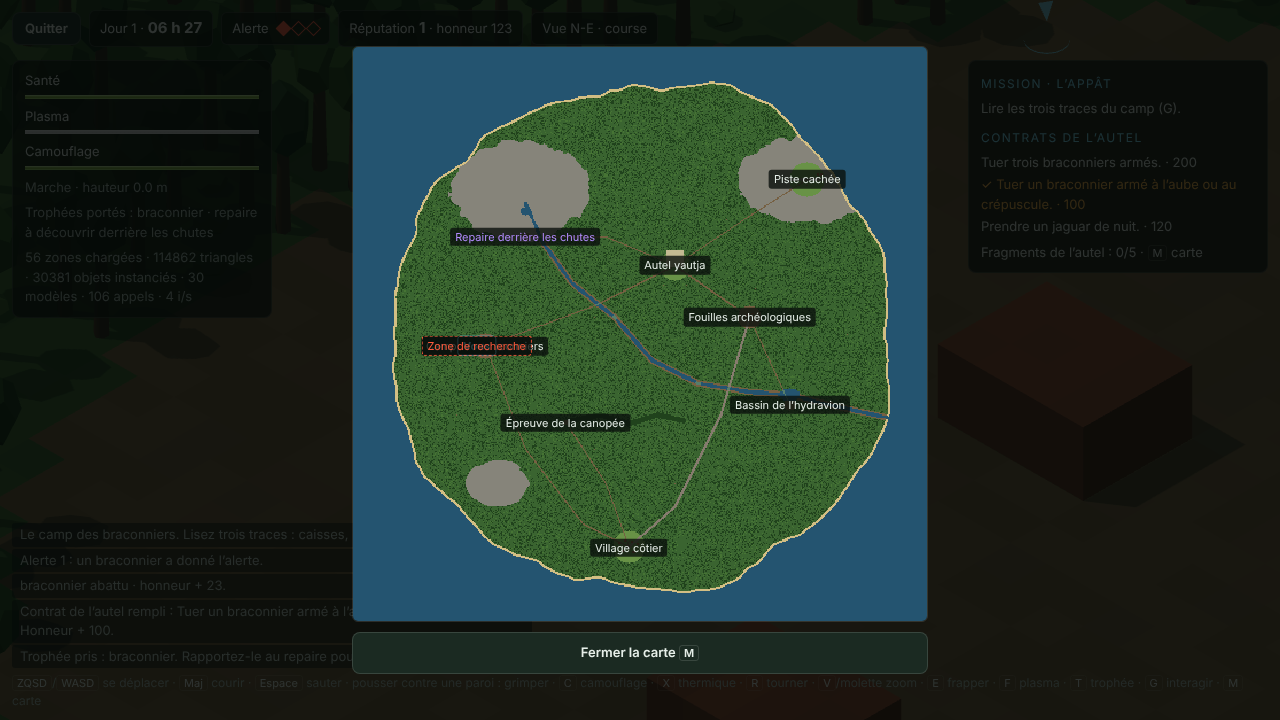 Quitter
Jour 1 · 06 h 27
Alerte
Réputation 1 · honneur 123
Vue N-E · course
Santé
Plasma
Camouflage
Marche · hauteur 0.0 m
Trophées portés : braconnier · repaire
à découvrir derrière les chutes
56 zones chargées · 114862 triangles
· 30381 objets instanciés · 30
modèles · 106 appels · 4 i/s
MISSION · L'APPÂT
Lire les trois traces du camp (G).
CONTRATS DE L'AUTEL
Tuer trois braconniers armés. · 200
✓ Tuer un braconnier armé à l'aube ou au
crépuscule. · 100
Prendre un jaguar de nuit. · 120
Fragments de l'autel : 0/5 · M carte
Piste cachée
Repaire derrière les chutes
Autel yautja
Fouilles archéologiques
Zone de recherche
Bassin de l'hydravion
Épreuve de la canopée
Village côtier
Le camp des braconniers. Lisez trois traces : caisses,
Alerte 1 : un braconnier a donné l'alerte.
braconnier abattu · honneur + 23.
Contrat de l'autel rempli : Tuer un braconnier armé à l'a
Honneur + 100.
Trophée pris : braconnier. Rapportez-le au repaire pou
Fermer la carte M
ZQSD / WASD se déplacer · Maj courir · Espace sauter · pousser contre une paroi : grimper · C camouflage · X thermique · R tourner · V /molette zoom · E frapper · F plasma · T trophée · G interagir · M
carte